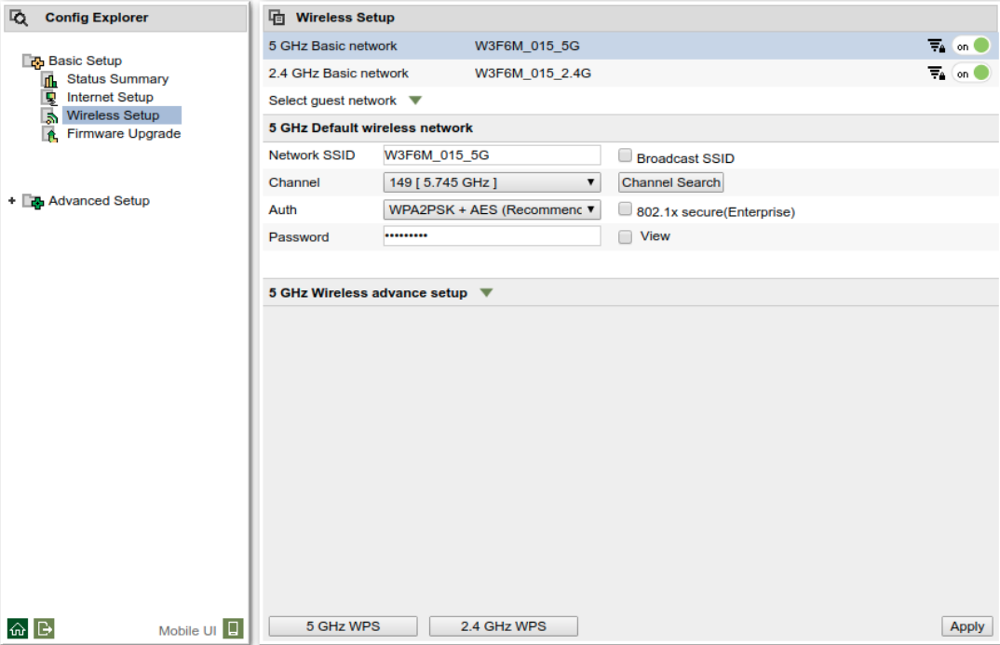 Config Explorer
Basic Setup
Status Summary
Internet Setup
Wireless Setup
Firmware Upgrade
+ Advanced Setup
Mobile UI
Wireless Setup
5 GHz Basic network W3F6M_015_5G on
2.4 GHz Basic network W3F6M_015_2.4G on
Select guest network
5 GHz Default wireless network
Network SSID W3F6M_015_5G Broadcast SSID
Channel 149 [ 5.745 GHz ] Channel Search
Auth WPA2PSK + AES (Recommenc 802.1x secure(Enterprise)
Password ••••••••• View
5 GHz Wireless advance setup
5 GHz WPS 2.4 GHz WPS Apply